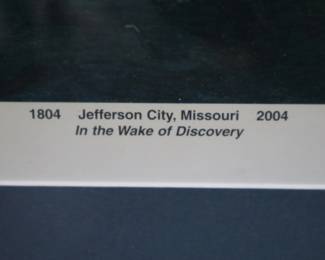 1804 Jefferson City, Missouri 2004
In the Wake of Discovery